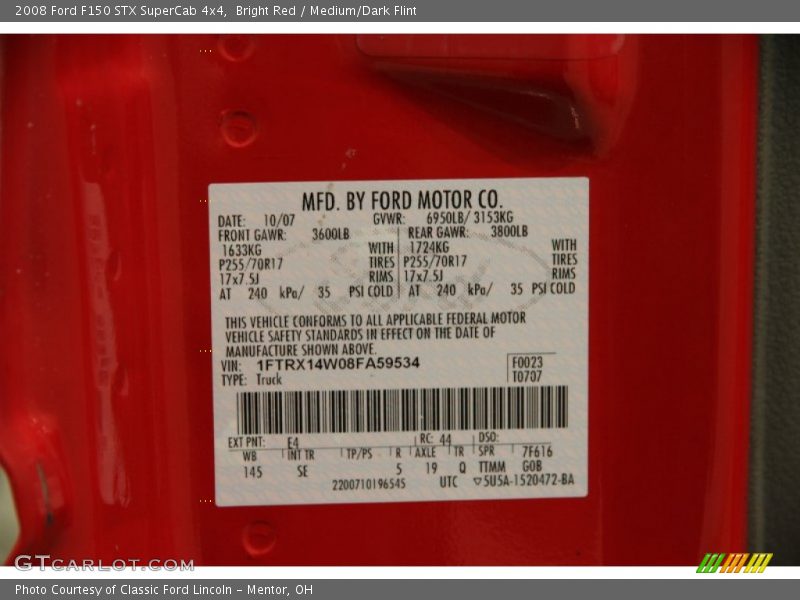 2008 Ford F150 STX SuperCab 4x4,  Bright Red / Medium/Dark Flint
MFD. BY FORD MOTOR CO.
DATE: 10/07 GVWR: 6950LB/ 3153KG
FRONT GAWR: 3600LB REAR GAWR: 3800LB
1633KG WITH 1724KG WITH
P255/70R17 TIRES P255/70R17 TIRES
17x7.5J RIMS 17x7.5J RIMS
AT 240 kPa/ 35 PSI COLD AT 240 kPa/ 35 PSI COLD
THIS VEHICLE CONFORMS TO ALL APPLICABLE FEDERAL MOTOR
VEHICLE SAFETY STANDARDS IN EFFECT ON THE DATE OF
MANUFACTURE SHOWN ABOVE.
VIN: 1FTRX14W08FA59534 F0023
TYPE: Truck T0707
EXT PNT: E4 RC: 44 DSO:
WB INT TR TP/PS R AXLE TR SPR 7F616
145 SE 5 19 Q TTMM G0B
2200710196545 UTC ▽5U5A-1520472-BA
GTCarLot.com
Photo Courtesy of Classic Ford Lincoln - Mentor, OH